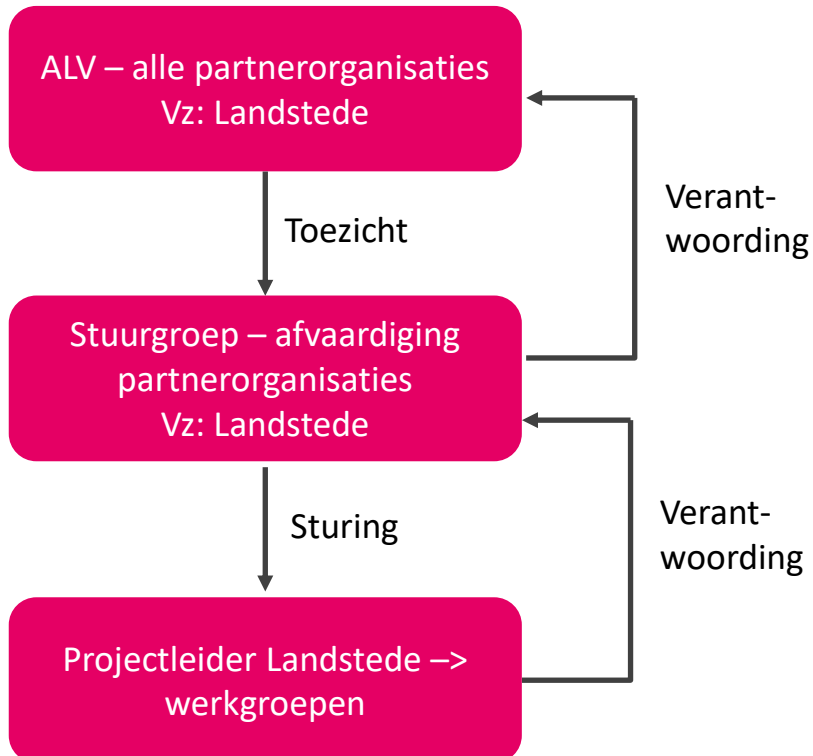 ALV – alle partnerorganisaties
Vz: Landstede
Toezicht
Verant-
woording
Stuurgroep – afvaardiging
partnerorganisaties
Vz: Landstede
Sturing
Verant-
woording
Projectleider Landstede –>
werkgroepen